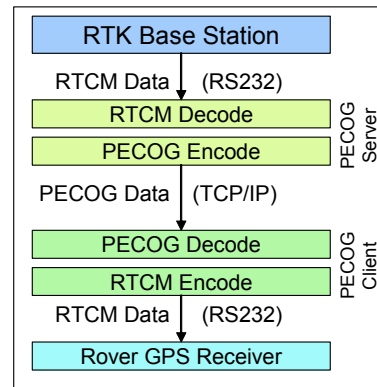 RTK Base Station
RTCM Data (RS232)
RTCM Decode
PECOG Encode
PECOG Server
PECOG Data (TCP/IP)
PECOG Decode
RTCM Encode
PECOG Client
RTCM Data (RS232)
Rover GPS Receiver